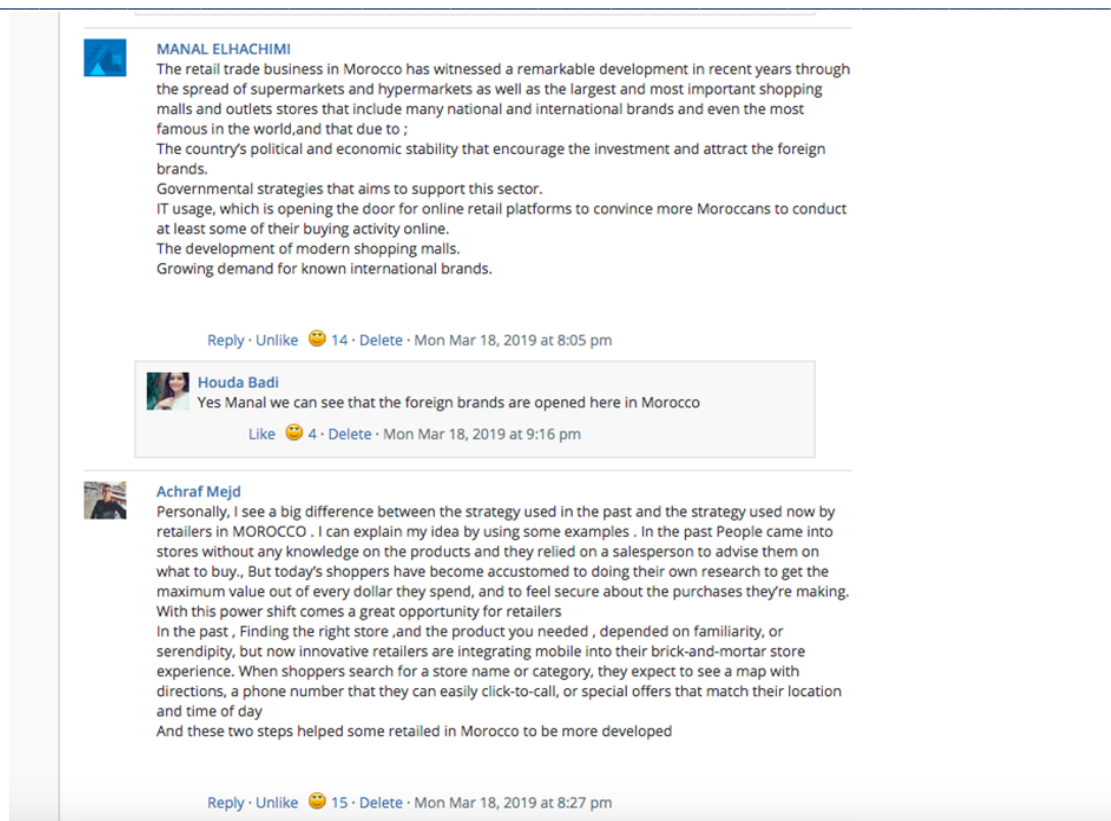 MANAL ELHACHIMI
The retail trade business in Morocco has witnessed a remarkable development in recent years through
the spread of supermarkets and hypermarkets as well as the largest and most important shopping
malls and outlets stores that include many national and international brands and even the most
famous in the world,and that due to ;
The country's political and economic stability that encourage the investment and attract the foreign
brands.
Governmental strategies that aims to support this sector.
IT usage, which is opening the door for online retail platforms to convince more Moroccans to conduct
at least some of their buying activity online.
The development of modern shopping malls.
Growing demand for known international brands.
Reply · Unlike 14 · Delete · Mon Mar 18, 2019 at 8:05 pm
Houda Badi
Yes Manal we can see that the foreign brands are opened here in Morocco
Like 4 · Delete · Mon Mar 18, 2019 at 9:16 pm
Achraf Mejd
Personally, I see a big difference between the strategy used in the past and the strategy used now by
retailers in MOROCCO . I can explain my idea by using some examples . In the past People came into
stores without any knowledge on the products and they relied on a salesperson to advise them on
what to buy., But today's shoppers have become accustomed to doing their own research to get the
maximum value out of every dollar they spend, and to feel secure about the purchases they're making.
With this power shift comes a great opportunity for retailers
In the past , Finding the right store ,and the product you needed , depended on familiarity, or
serendipity, but now innovative retailers are integrating mobile into their brick-and-mortar store
experience. When shoppers search for a store name or category, they expect to see a map with
directions, a phone number that they can easily click-to-call, or special offers that match their location
and time of day
And these two steps helped some retailed in Morocco to be more developed
Reply · Unlike 15 · Delete · Mon Mar 18, 2019 at 8:27 pm